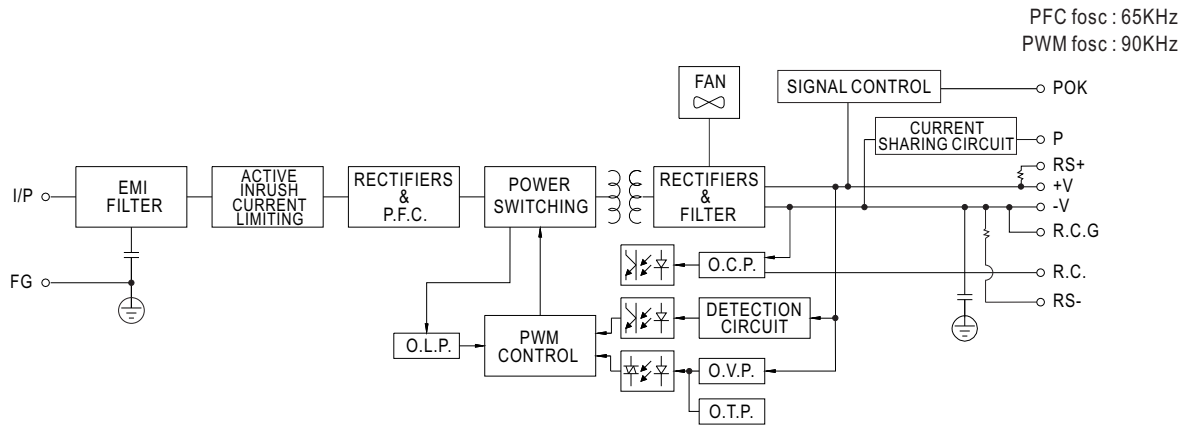 PFC fosc : 65KHz
PWM fosc : 90KHz
FAN
SIGNAL CONTROL
POK
CURRENT
SHARING CIRCUIT
P
RS+
I/P
EMI
FILTER
ACTIVE
INRUSH
CURRENT
LIMITING
RECTIFIERS
&
P.F.C.
POWER
SWITCHING
RECTIFIERS
&
FILTER
+V
-V
R.C.G
FG
O.C.P.
R.C.
DETECTION
CIRCUIT
RS-
O.L.P.
PWM
CONTROL
O.V.P.
O.T.P.